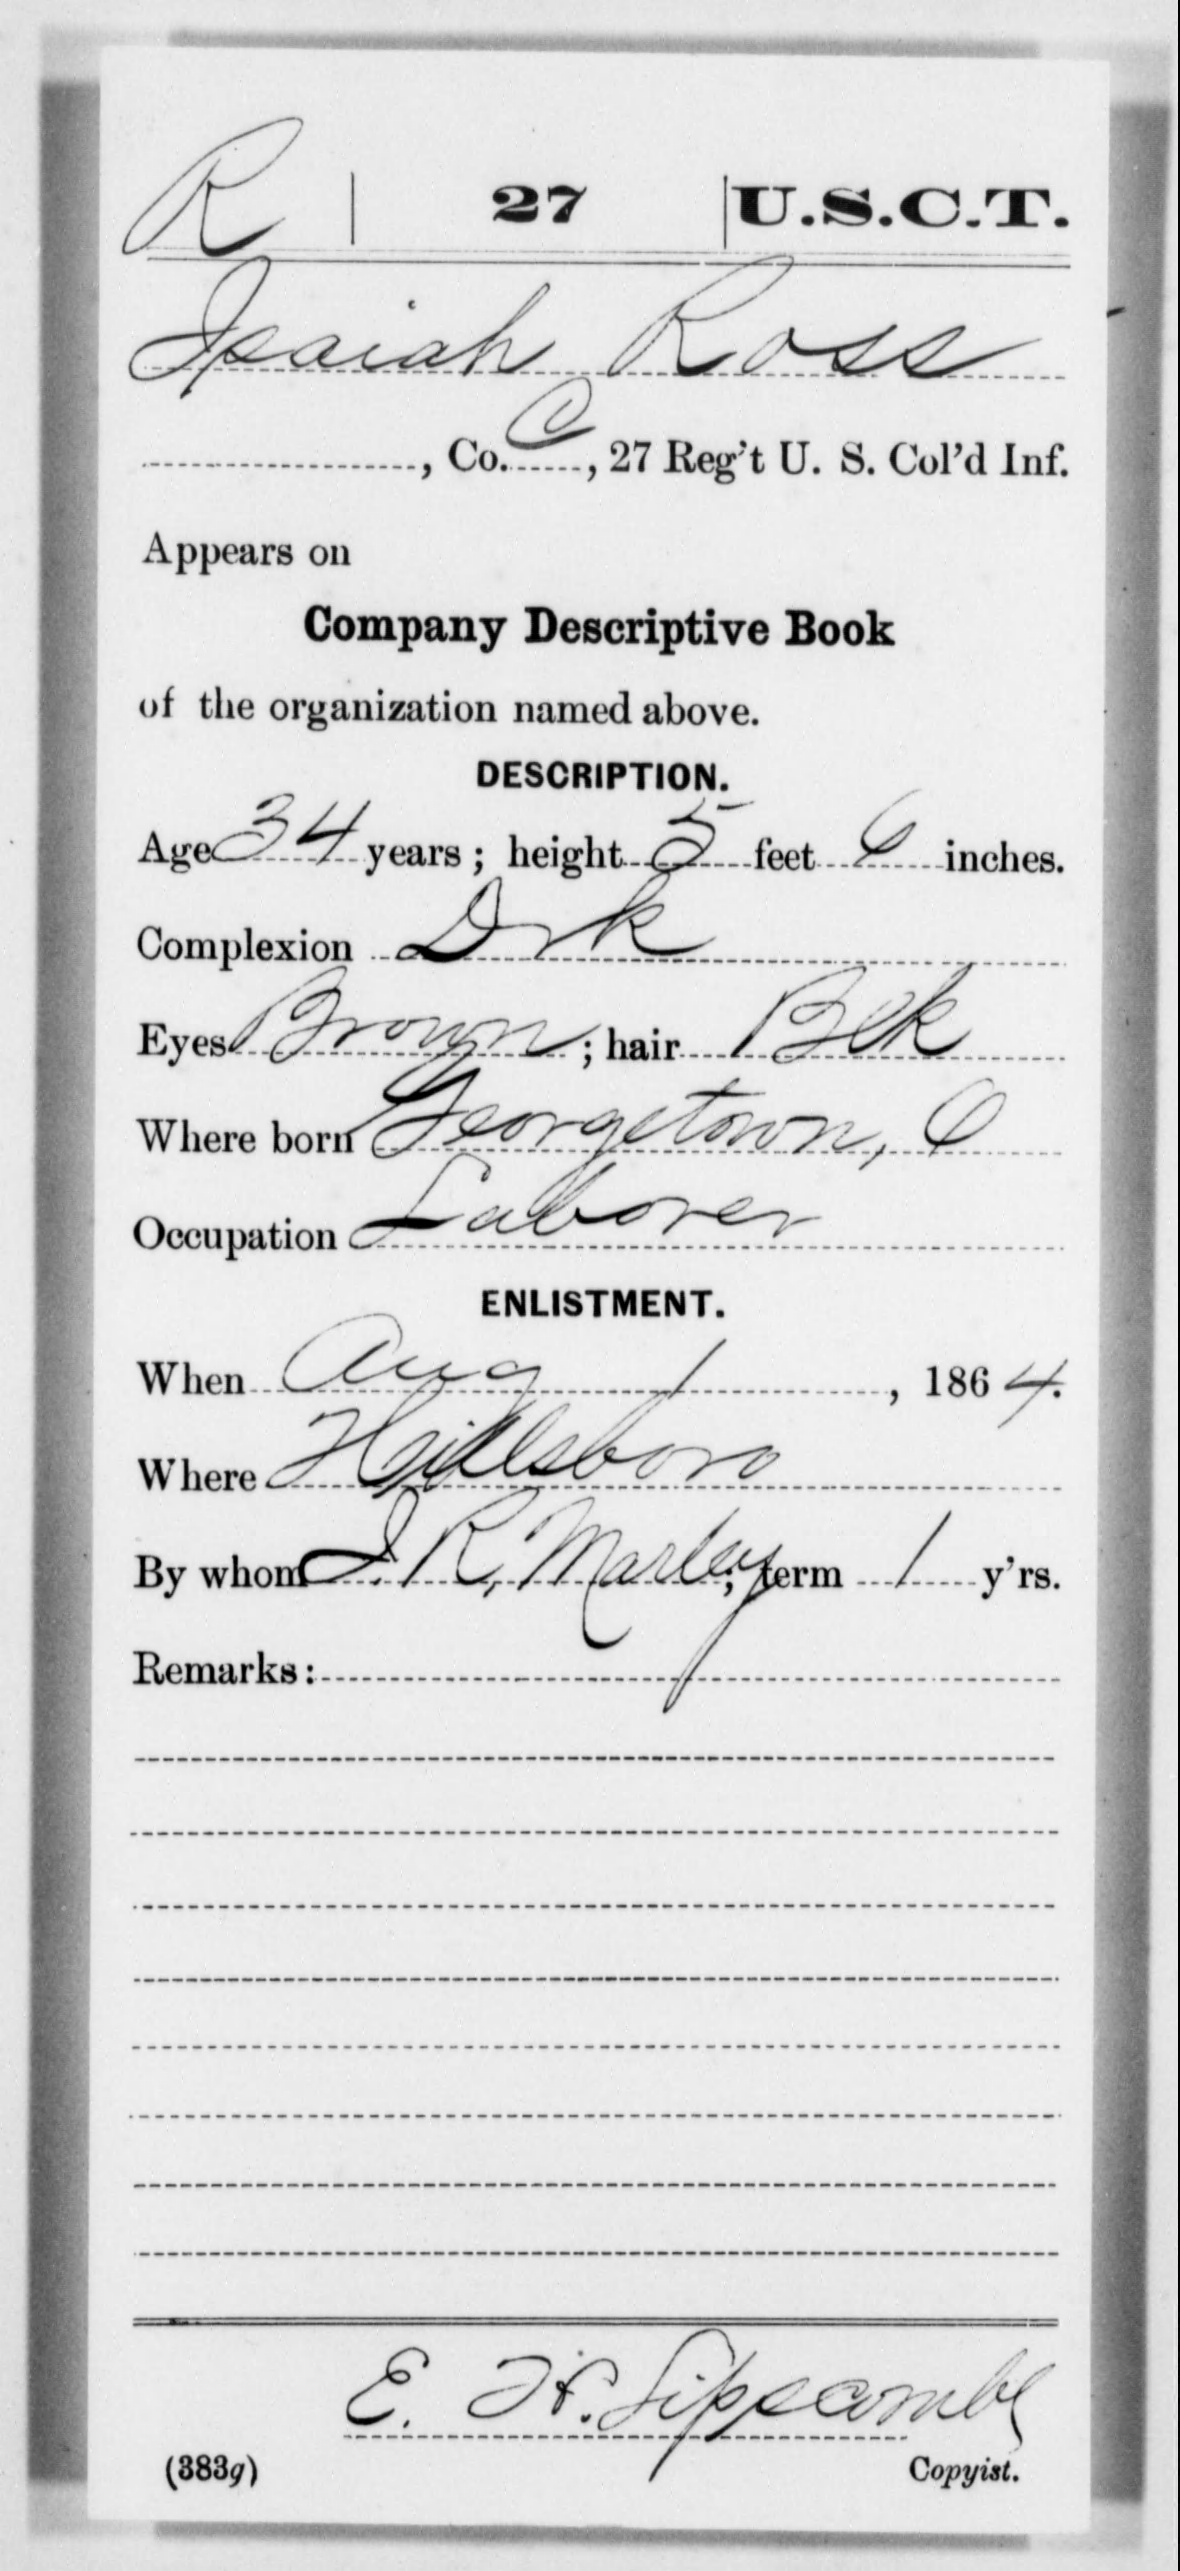 R | 27 | U.S.C.T.
Isaiah Ross
, Co. C, 27 Reg't U. S. Col'd Inf.
Appears on
Company Descriptive Book
of the organization named above.
DESCRIPTION.
Age 34 years; height 5 feet 6 inches.
Complexion Drk
Eyes Brown; hair Blk
Where born Georgetown, O
Occupation Laborer
ENLISTMENT.
When Aug 1, 1864.
Where Hillsboro
By whom J. R. Marley; term 1 y'rs.
Remarks:
E. W. Lipscombe
(383g) Copyist.